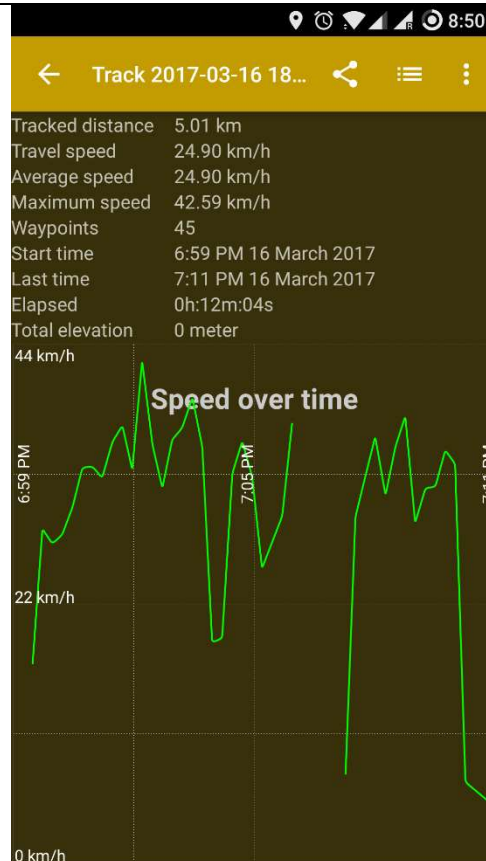 8:50
Track 2017-03-16 18...
Tracked distance 5.01 km
Travel speed 24.90 km/h
Average speed 24.90 km/h
Maximum speed 42.59 km/h
Waypoints 45
Start time 6:59 PM 16 March 2017
Last time 7:11 PM 16 March 2017
Elapsed 0h:12m:04s
Total elevation 0 meter
44 km/h
Speed over time
6:59 PM
7:05 PM
7:11 PM
22 km/h
0 km/h